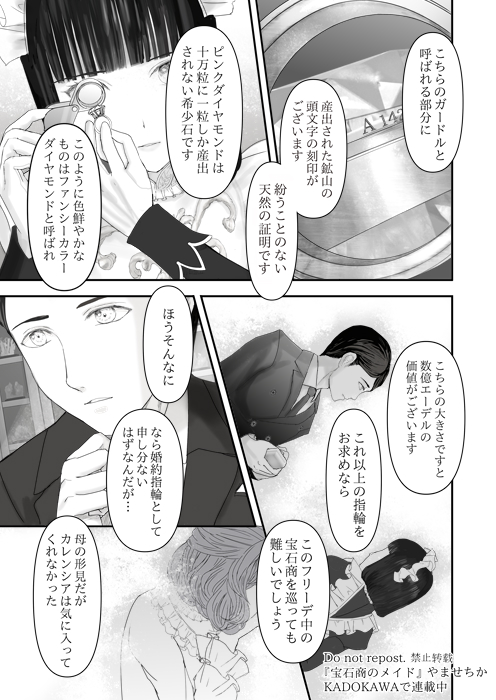 こちらのガードルと
呼ばれる部分に
A 142
産出された鉱山の
頭文字の刻印が
ございます
紛うことのない
天然の証明です
ピンクダイヤモンドは
十万粒に一粒しか産出
されない希少石です
このように色鮮やかな
ものはファンシーカラー
ダイヤモンドと呼ばれ
こちらの大きさですと
数億エーデルの
価値がございます
これ以上の指輪を
お求めなら
このフリーデ中の
宝石商を巡っても
難しいでしょう
ほうそんなに
なら婚約指輪として
申し分ない
はずなんだが…
母の形見だが
カレンシアは気に入って
くれなかった
Do not repost. 禁止转载
『宝石商のメイド』やませちか
KADOKAWAで連載中